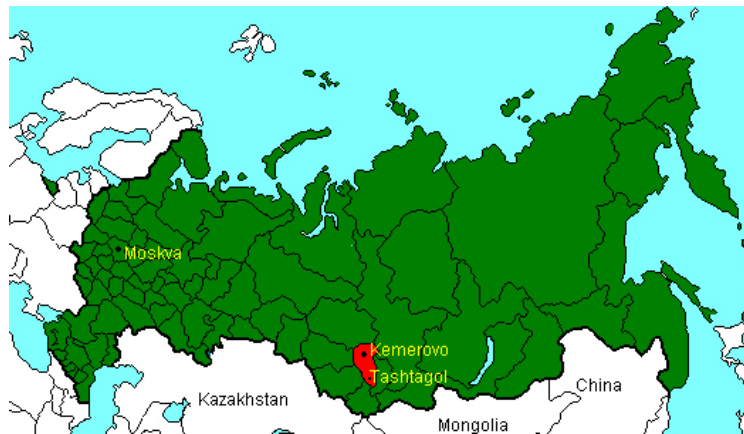 Moskva
Kemerovo
Tashtagol
China
Kazakhstan
Mongolia